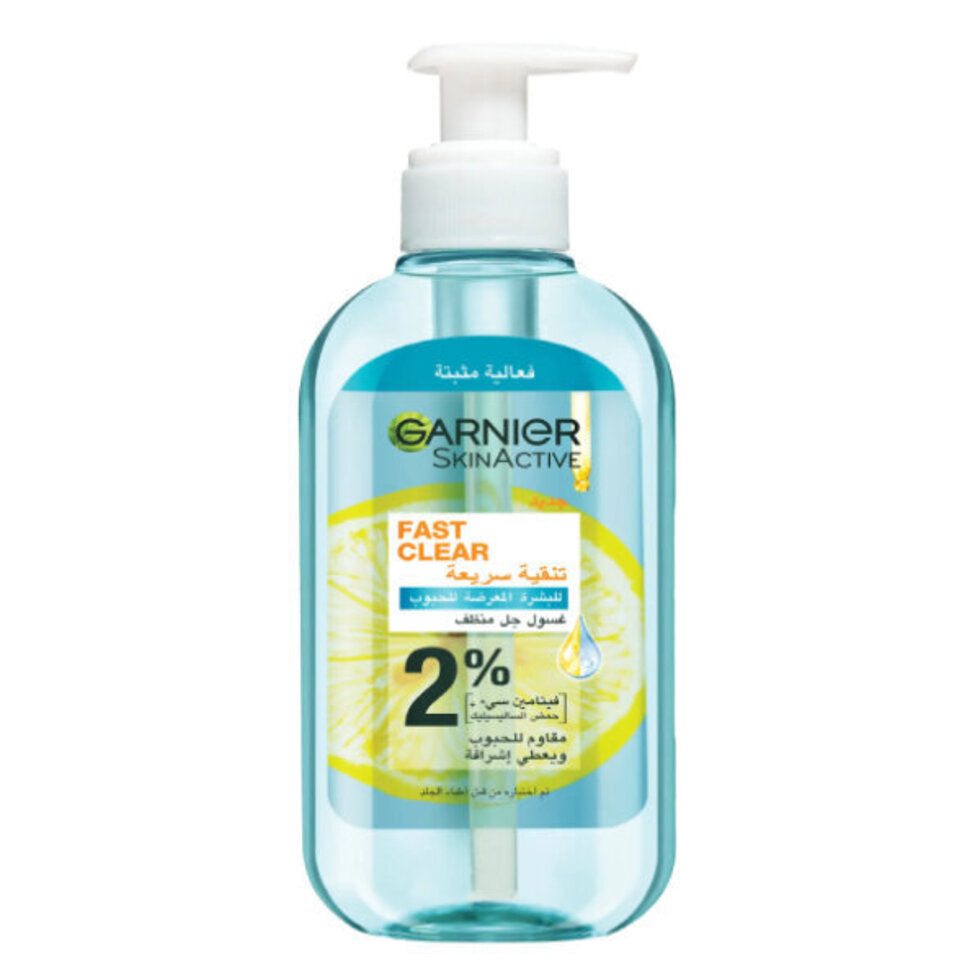 فعالية مثبتة
GARNIER
SKINACTIVE
جديد
FAST
CLEAR
تنقية سريعة
للبشرة المعرضة للحبوب
غسول جل منظف
2%
[فيتامين سي* +
حمض الساليسيليك]
مقاوم للحبوب
ويعطي إشراقة
تم اختباره من قبل أطباء الجلد